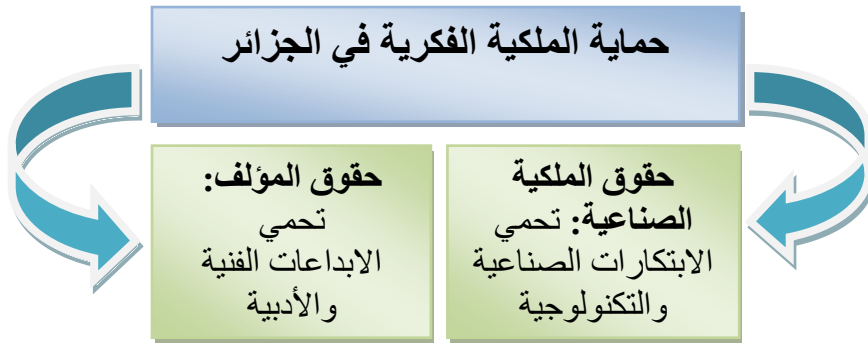 حماية الملكية الفكرية في الجزائر
حقوق الملكية
الصناعية: تحمي
الابتكارات الصناعية
والتكنولوجية
حقوق المؤلف:
تحمي
الابداعات الفنية
والأدبية